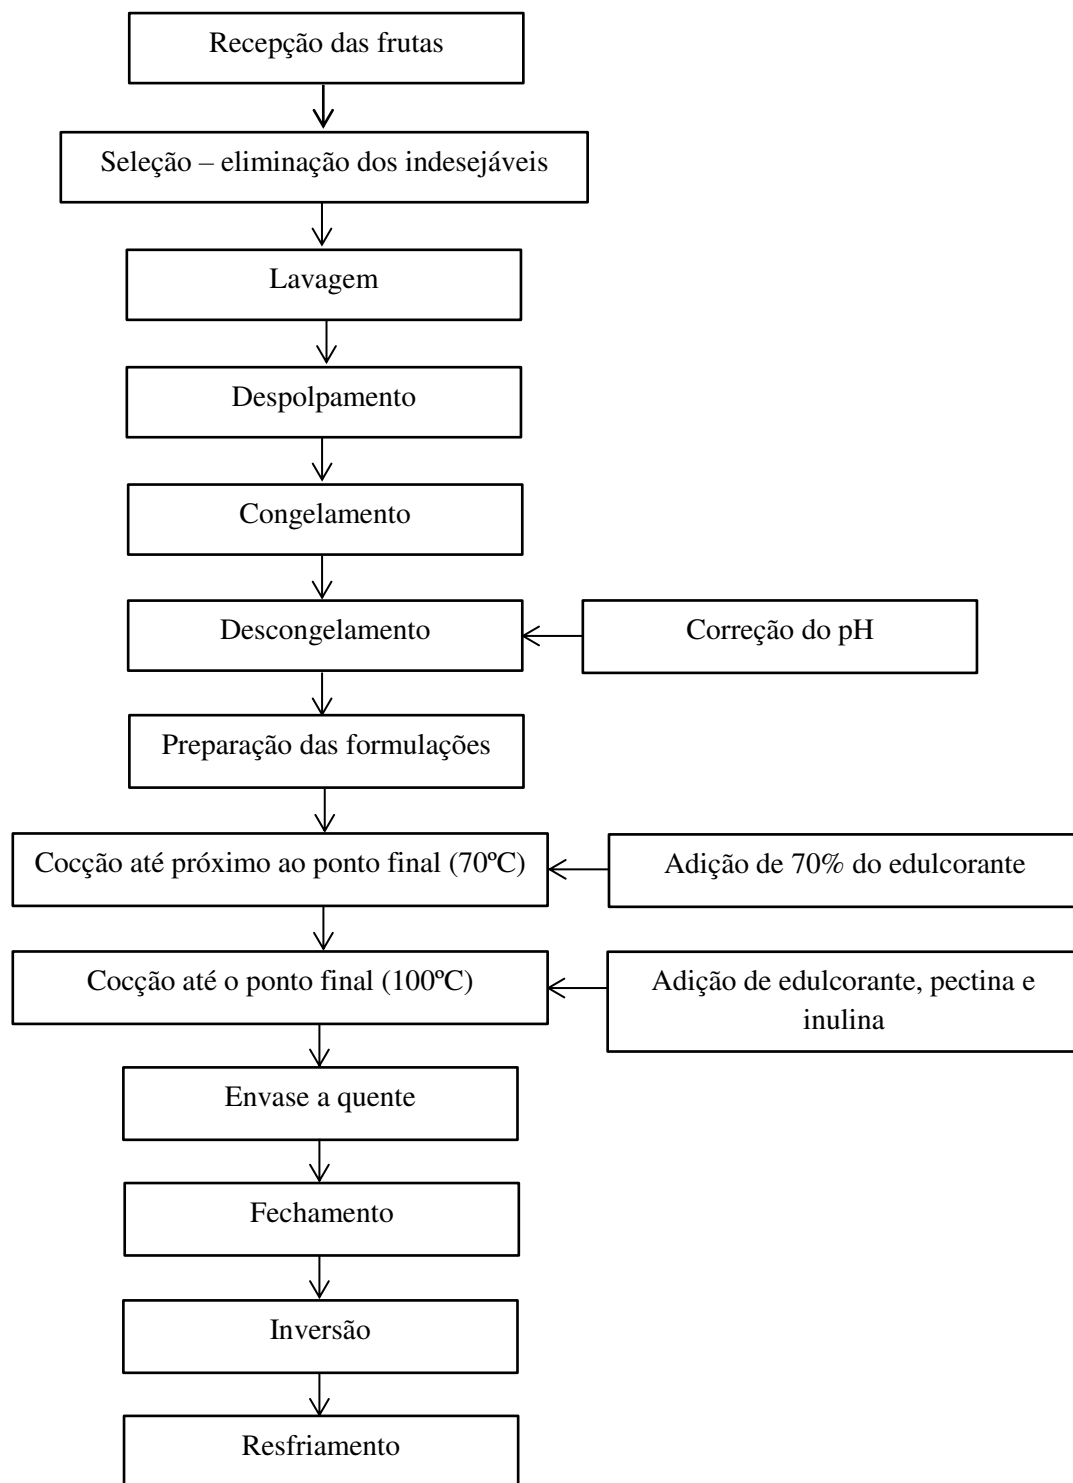 Recepção das frutas
Seleção – eliminação dos indesejáveis
Lavagem
Despolpamento
Congelamento
Descongelamento
Correção do pH
Preparação das formulações
Cocção até próximo ao ponto final (70ºC)
Adição de 70% do edulcorante
Cocção até o ponto final (100ºC)
Adição de edulcorante, pectina e
inulina
Envase a quente
Fechamento
Inversão
Resfriamento